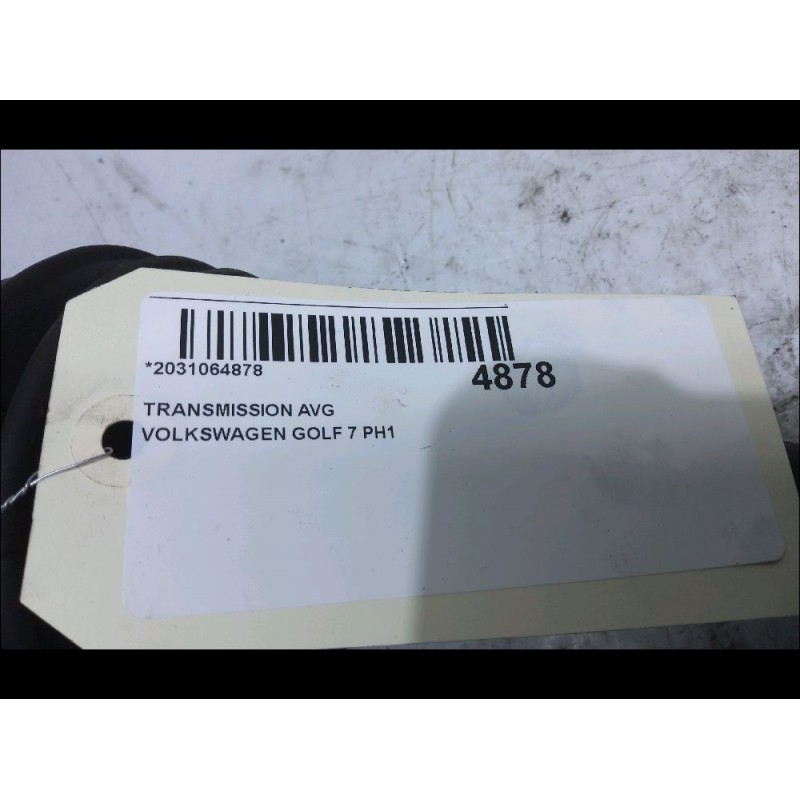 *2031064878
4878
TRANSMISSION AVG
VOLKSWAGEN GOLF 7 PH1